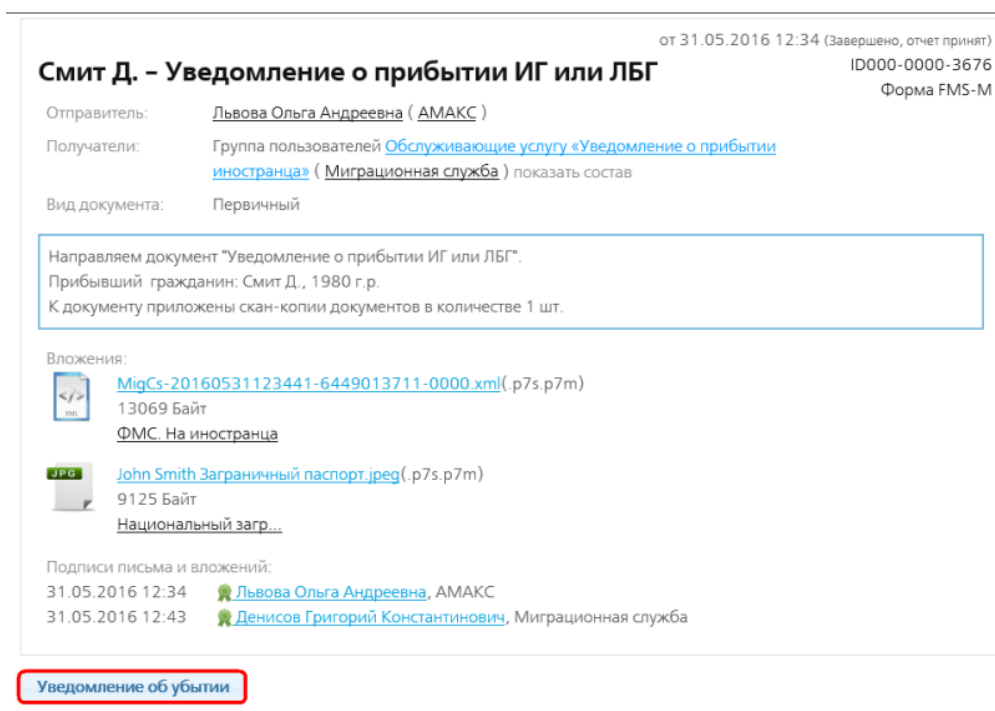 от 31.05.2016 12:34 (Завершено, отчет принят)
Смит Д. – Уведомление о прибытии ИГ или ЛБГ
ID000-0000-3676
Форма FMS-M
Отправитель: Львова Ольга Андреевна ( АМАКС )
Получатели: Группа пользователей Обслуживающие услугу «Уведомление о прибытии
иностранца» ( Миграционная служба ) показать состав
Вид документа: Первичный
Направляем документ "Уведомление о прибытии ИГ или ЛБГ".
Прибывший гражданин: Смит Д., 1980 г.р.
К документу приложены скан-копии документов в количестве 1 шт.
Вложения:
MigCs-20160531123441-6449013711-0000.xml(.p7s.p7m)
</> XML
13069 Байт
ФМС. На иностранца
JPG
John Smith Заграничный паспорт.jpeg(.p7s.p7m)
9125 Байт
Национальный загр...
Подписи письма и вложений:
31.05.2016 12:34 Львова Ольга Андреевна, АМАКС
31.05.2016 12:43 Денисов Григорий Константинович, Миграционная служба
Уведомление об убытии